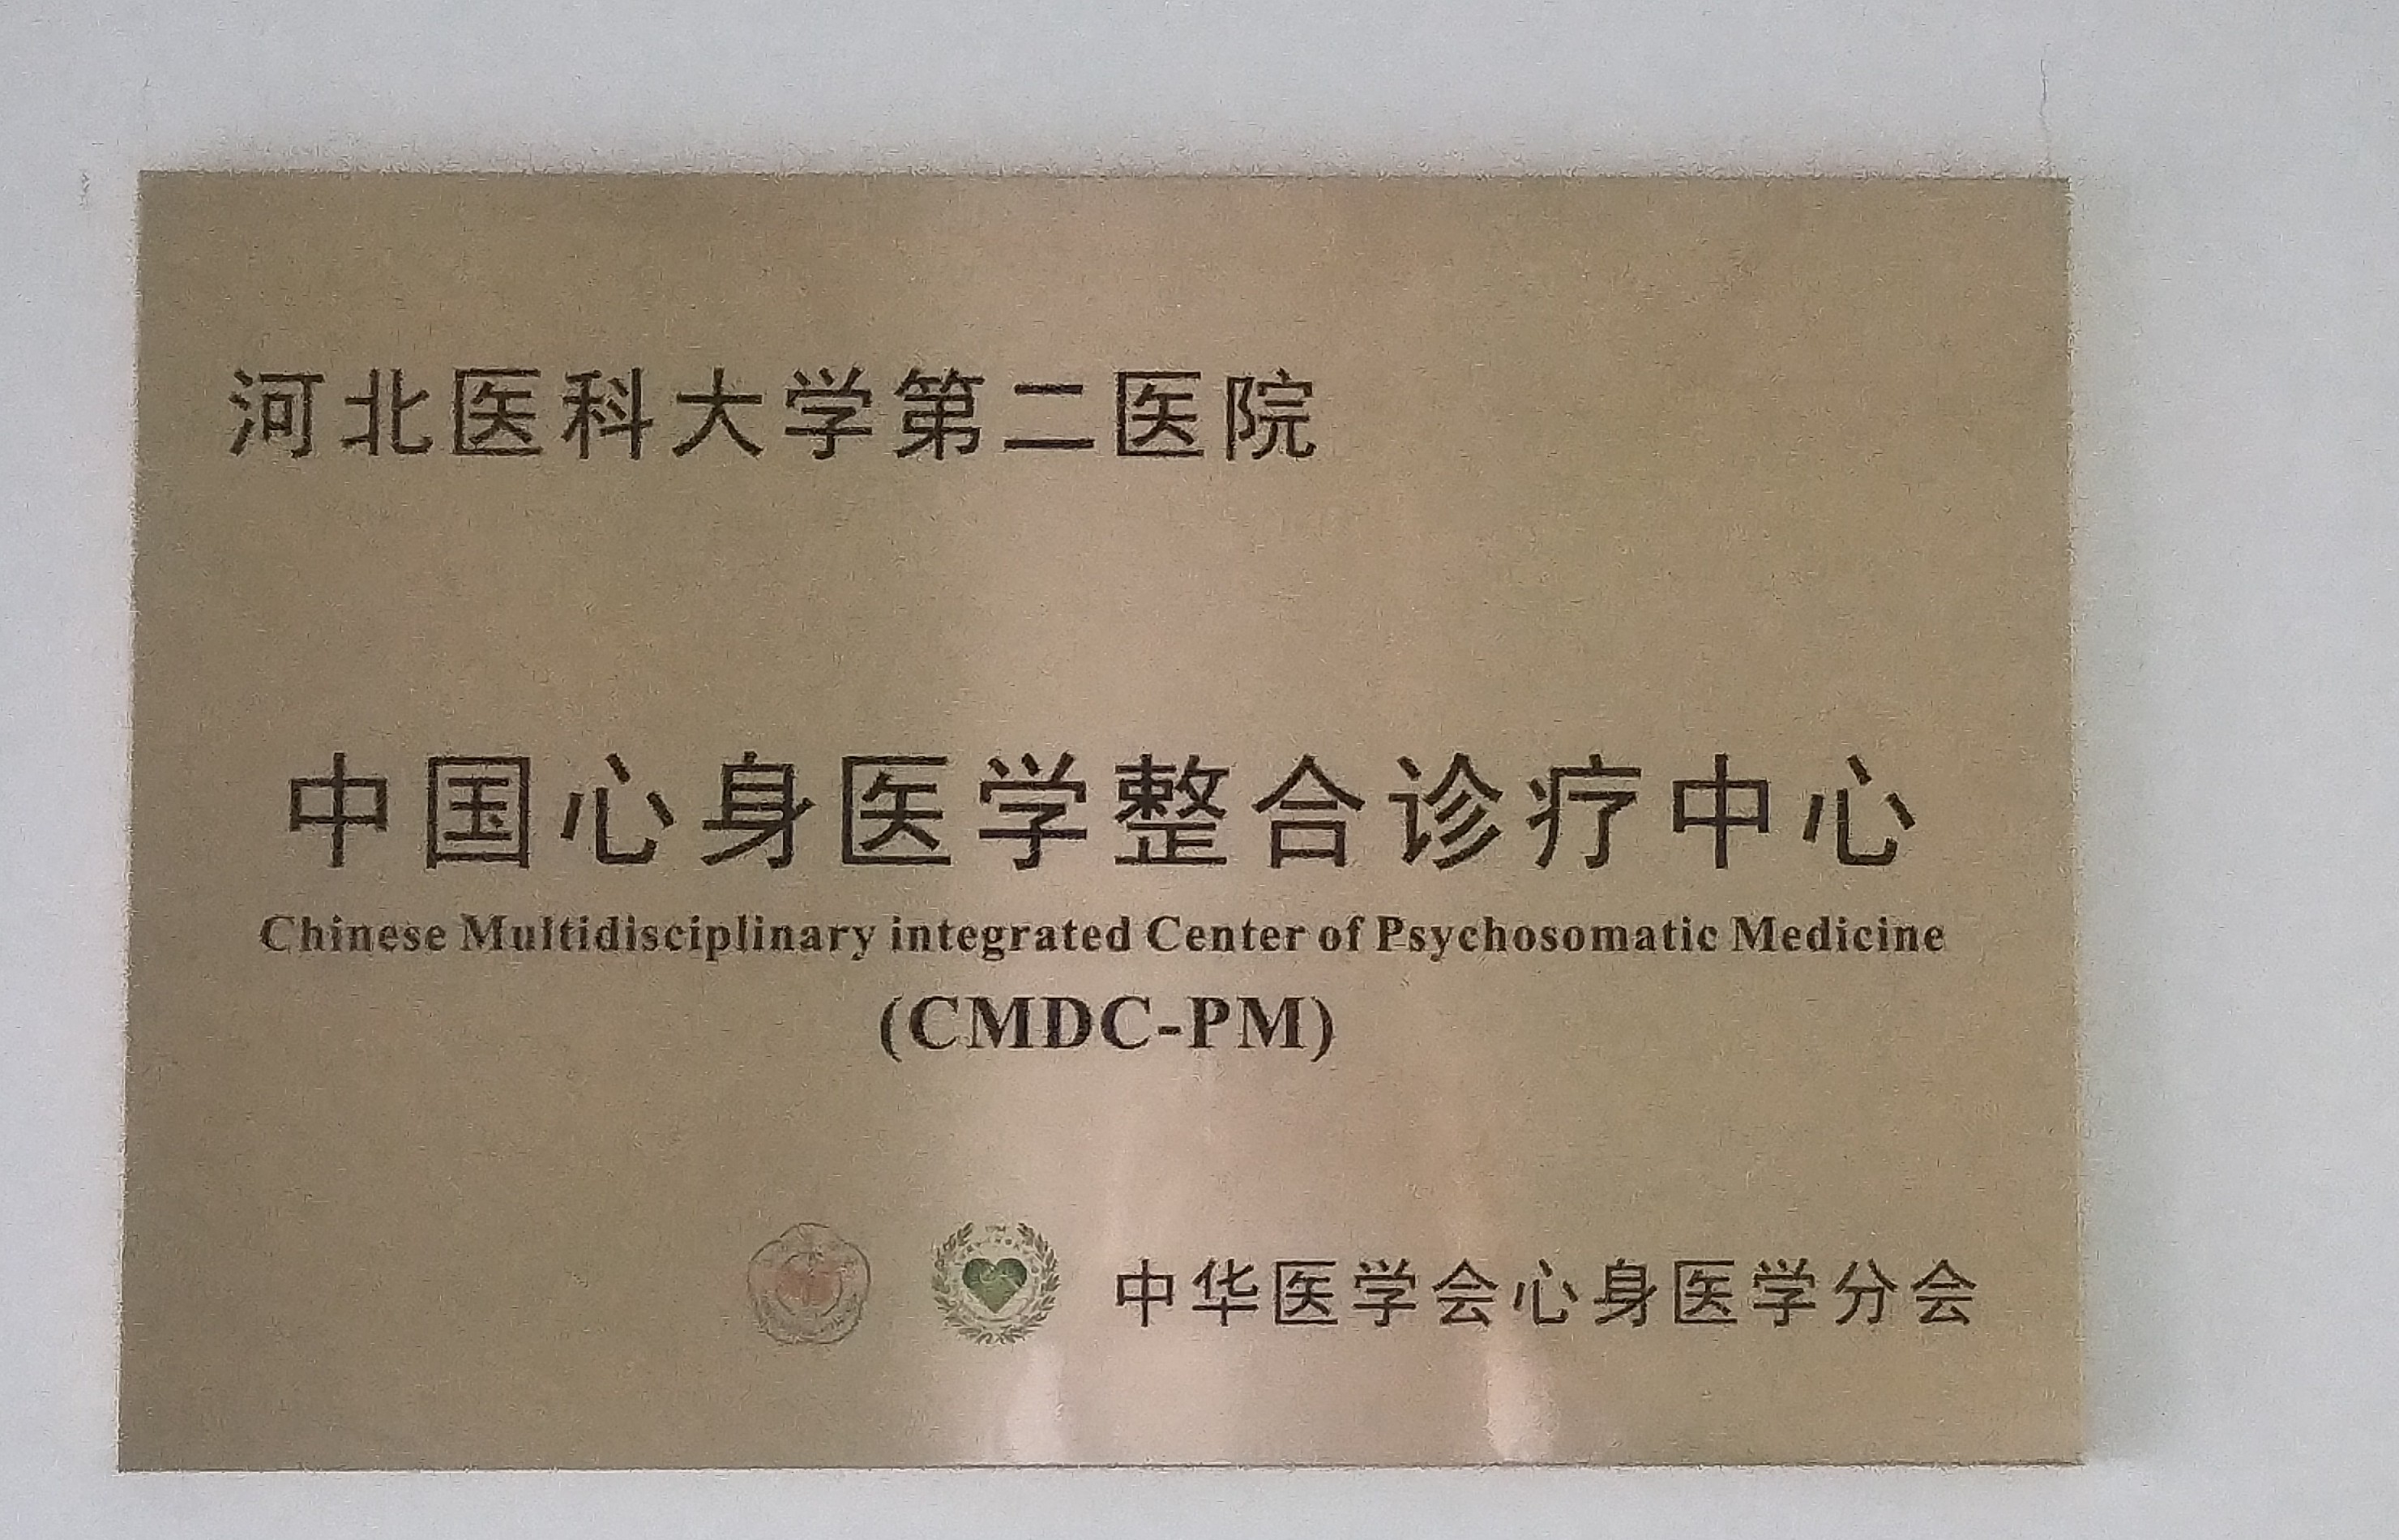 河北医科大学第二医院
中国心身医学整合诊疗中心
Chinese Multidisciplinary integrated Center of Psychosomatic Medicine
(CMDC-PM)
中华医学会心身医学分会